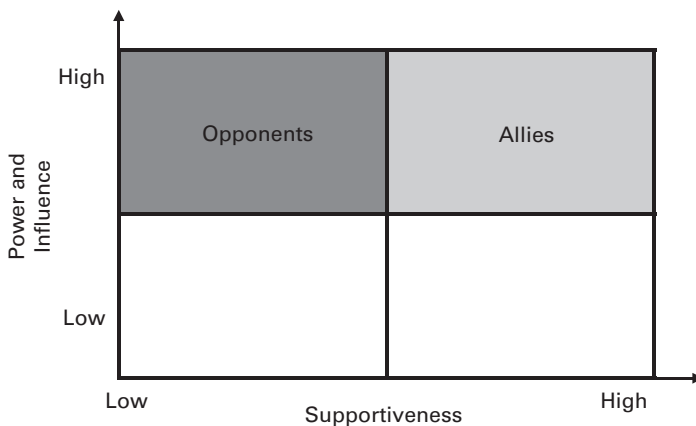 High
Opponents
Allies
Power and
Influence
Low
Low
High
Supportiveness